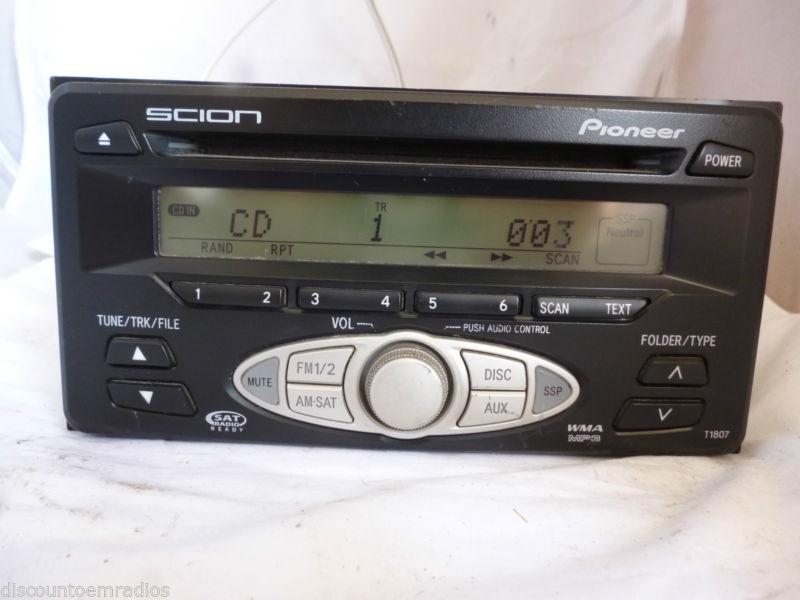 SCION
Pioneer
POWER
CD IN
CD
TR
1
003
SSP
Neutral
RAND RPT
SCAN
1 2 3 4 5 6 SCAN TEXT
TUNE/TRK/FILE
VOL
PUSH AUDIO CONTROL
FOLDER/TYPE
MUTE
FM1/2
AM·SAT
DISC
AUX
SSP
SAT
RADIO
READY
WMA
MP3
T1807
discountoemradios